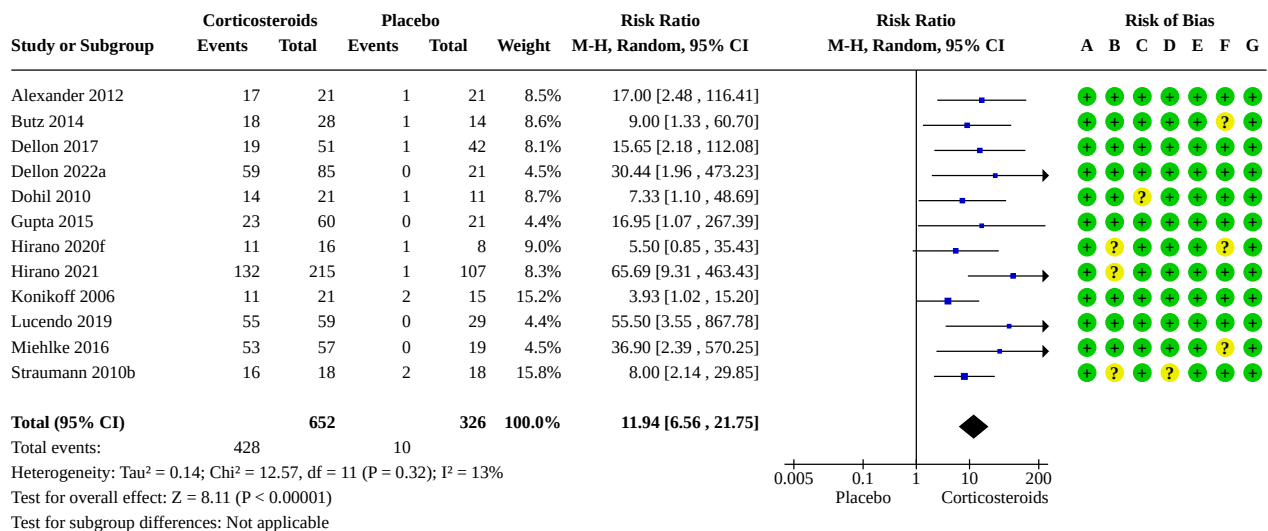 Corticosteroids Placebo Risk Ratio Risk Ratio Risk of Bias
Study or Subgroup Events Total Events Total Weight M-H, Random, 95% CI M-H, Random, 95% CI A B C D E F G
Alexander 2012 17 21 1 21 8.5% 17.00 [2.48 , 116.41] + + + + + + +
Butz 2014 18 28 1 14 8.6% 9.00 [1.33 , 60.70] + + + + + ? +
Dellon 2017 19 51 1 42 8.1% 15.65 [2.18 , 112.08] + + + + + + +
Dellon 2022a 59 85 0 21 4.5% 30.44 [1.96 , 473.23] + + + + + + +
Dohil 2010 14 21 1 11 8.7% 7.33 [1.10 , 48.69] + + ? + + + +
Gupta 2015 23 60 0 21 4.4% 16.95 [1.07 , 267.39] + + + + + + +
Hirano 2020f 11 16 1 8 9.0% 5.50 [0.85 , 35.43] + ? + + + ? +
Hirano 2021 132 215 1 107 8.3% 65.69 [9.31 , 463.43] + ? + + + + +
Konikoff 2006 11 21 2 15 15.2% 3.93 [1.02 , 15.20] + + + + + + +
Lucendo 2019 55 59 0 29 4.4% 55.50 [3.55 , 867.78] + + + + + + +
Miehlke 2016 53 57 0 19 4.5% 36.90 [2.39 , 570.25] + + + + + ? +
Straumann 2010b 16 18 2 18 15.8% 8.00 [2.14 , 29.85] + ? + ? + + +
Total (95% CI) 652 326 100.0% 11.94 [6.56 , 21.75]
Total events: 428 10
Heterogeneity: Tau² = 0.14; Chi² = 12.57, df = 11 (P = 0.32); I² = 13% 0.005 0.1 1 10 200
Test for overall effect: Z = 8.11 (P < 0.00001) Placebo Corticosteroids
Test for subgroup differences: Not applicable